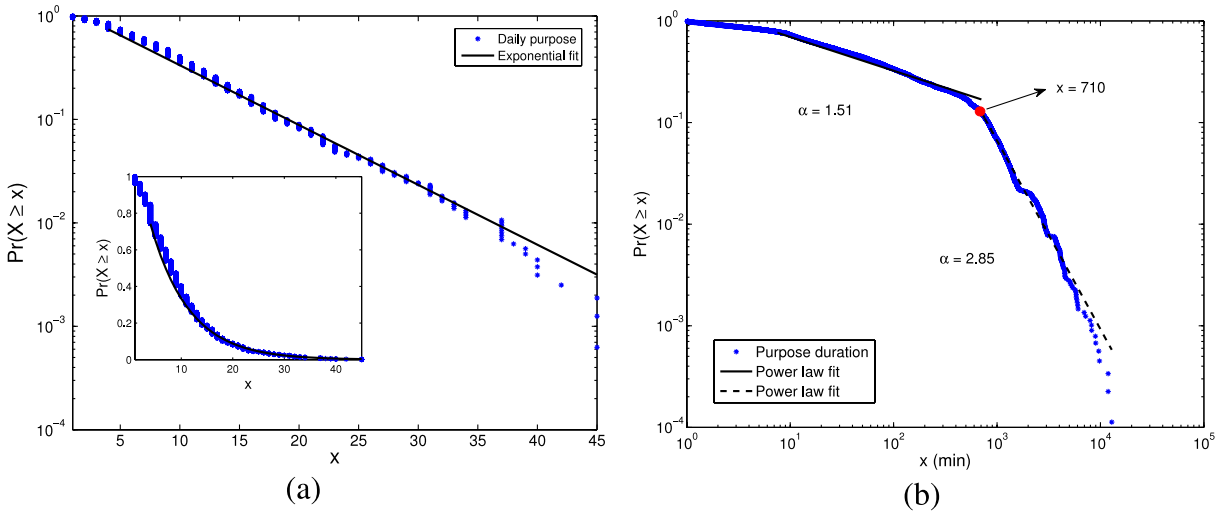 10^0
10^-1
10^-2
10^-3
10^-4
Pr(X ≥ x)
5 10 15 20 25 30 35 40 45
x
Daily purpose
Exponential fit
1
0.8
0.6
0.4
0.2
0
Pr(X ≥ x)
10 20 30 40
x
(a)
10^0
10^-1
10^-2
10^-3
10^-4
Pr(X ≥ x)
10^0 10^1 10^2 10^3 10^4 10^5
x (min)
x = 710
α = 1.51
α = 2.85
Purpose duration
Power law fit
Power law fit
(b)